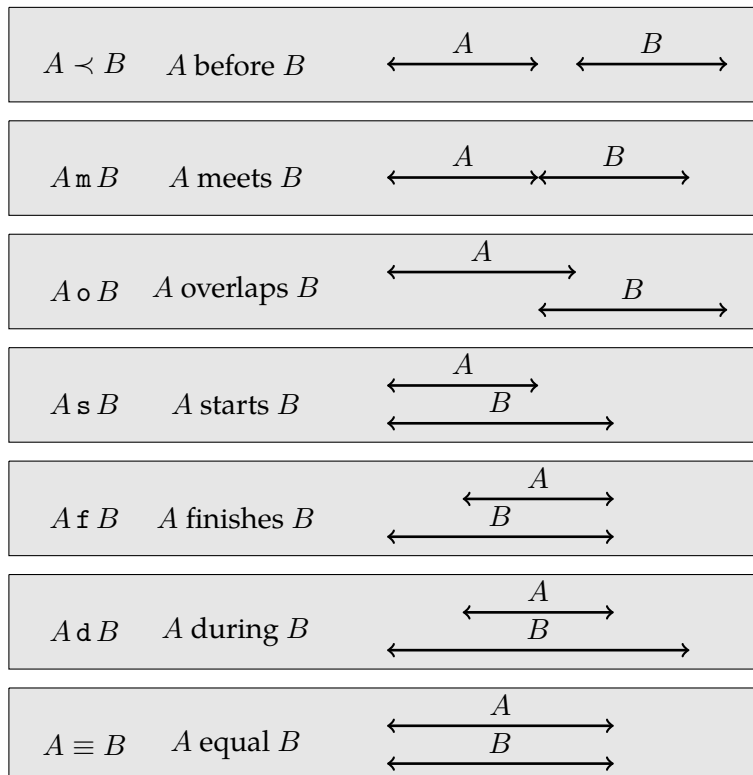 A ≺ B A before B A B
A m B A meets B A B
A o B A overlaps B A B
A s B A starts B A B
A f B A finishes B A B
A d B A during B A B
A ≡ B A equal B A B